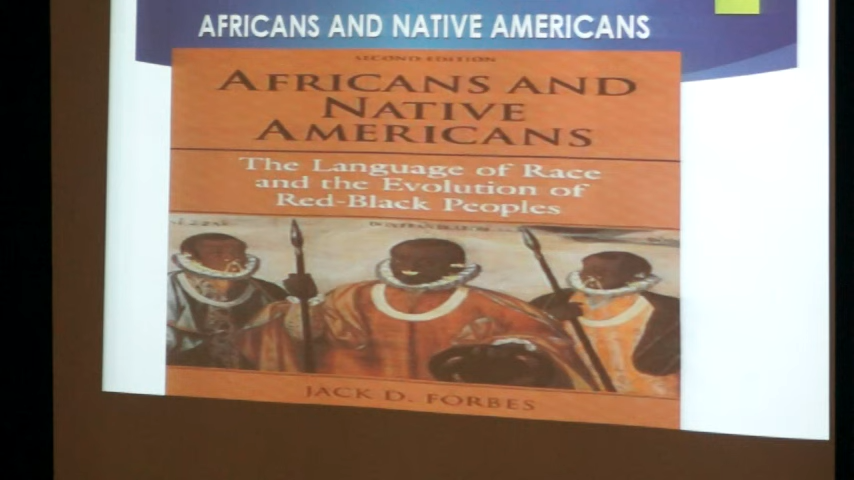 AFRICANS AND NATIVE AMERICANS
SECOND EDITION
AFRICANS AND
NATIVE
AMERICANS
The Language of Race
and the Evolution of
Red-Black Peoples
JACK D. FORBES